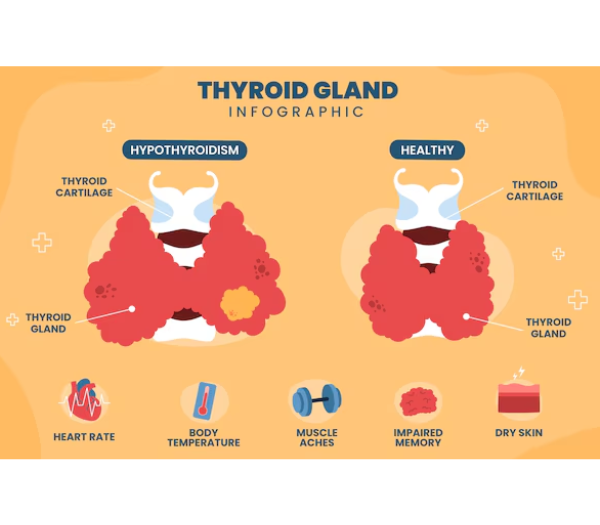 THYROID GLAND
INFOGRAPHIC
HYPOTHYROIDISM
HEALTHY
THYROID
CARTILAGE
THYROID
CARTILAGE
THYROID
GLAND
THYROID
GLAND
HEART RATE
BODY
TEMPERATURE
MUSCLE
ACHES
IMPAIRED
MEMORY
DRY SKIN